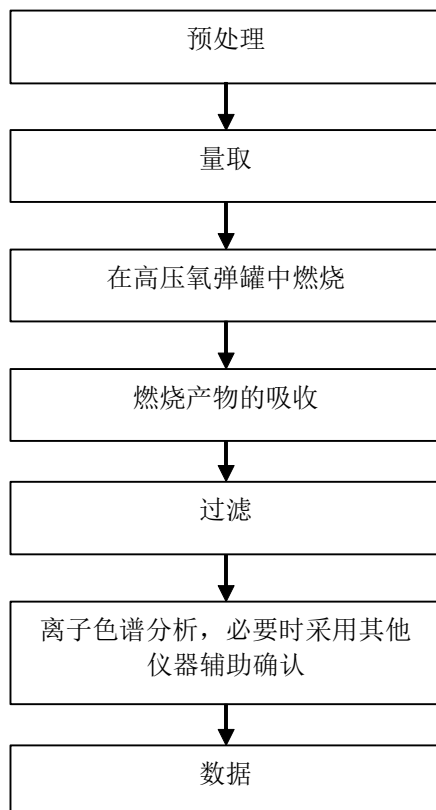 预处理
量取
在高压氧弹罐中燃烧
燃烧产物的吸收
过滤
离子色谱分析，必要时采用其他
仪器辅助确认
数据